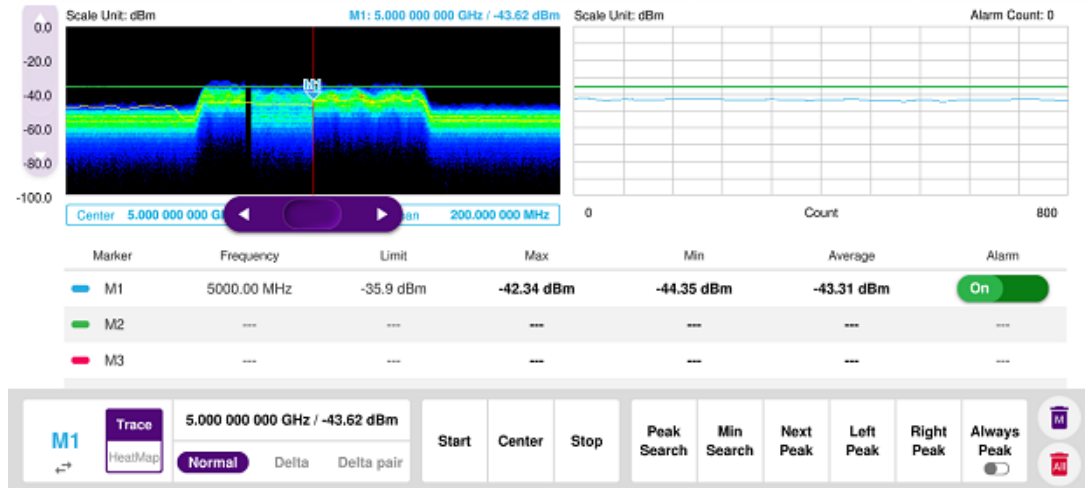 Scale Unit: dBm
M1: 5.000 000 000 GHz / -43.62 dBm
Scale Unit: dBm
Alarm Count: 0
0.0
-20.0
-40.0
-60.0
-80.0
-100.0
M1
Center 5.000 000 000 G
an 200.000 000 MHz
0 Count 800
Marker Frequency Limit Max Min Average Alarm
M1 5000.00 MHz -35.9 dBm -42.34 dBm -44.35 dBm -43.31 dBm On
M2 --- --- --- --- --- ---
M3 --- --- --- --- --- ---
M1
Trace
HeatMap
5.000 000 000 GHz / -43.62 dBm
Normal Delta Delta pair
Start
Center
Stop
Peak
Search
Min
Search
Next
Peak
Left
Peak
Right
Peak
Always
Peak
M
All